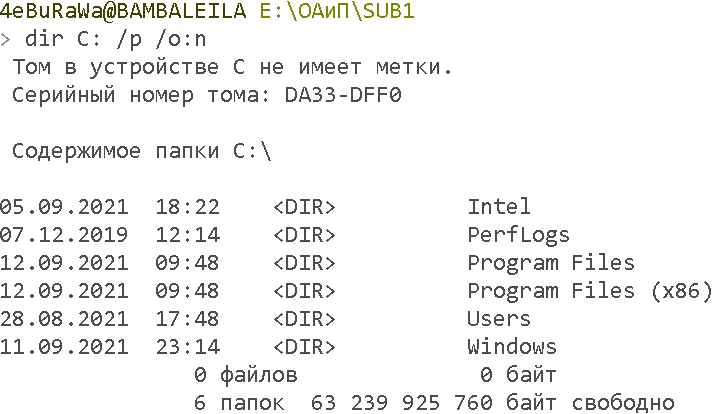 4eBuRaWa@BAMBALEILA E:\ОАиП\SUB1
> dir C: /p /o:n
Том в устройстве C не имеет метки.
Серийный номер тома: DA33-DFF0
Содержимое папки C:\
05.09.2021  18:22    <DIR>          Intel
07.12.2019  12:14    <DIR>          PerfLogs
12.09.2021  09:48    <DIR>          Program Files
12.09.2021  09:48    <DIR>          Program Files (x86)
28.08.2021  17:48    <DIR>          Users
11.09.2021  23:14    <DIR>          Windows
0 файлов              0 байт
6 папок  63 239 925 760 байт свободно